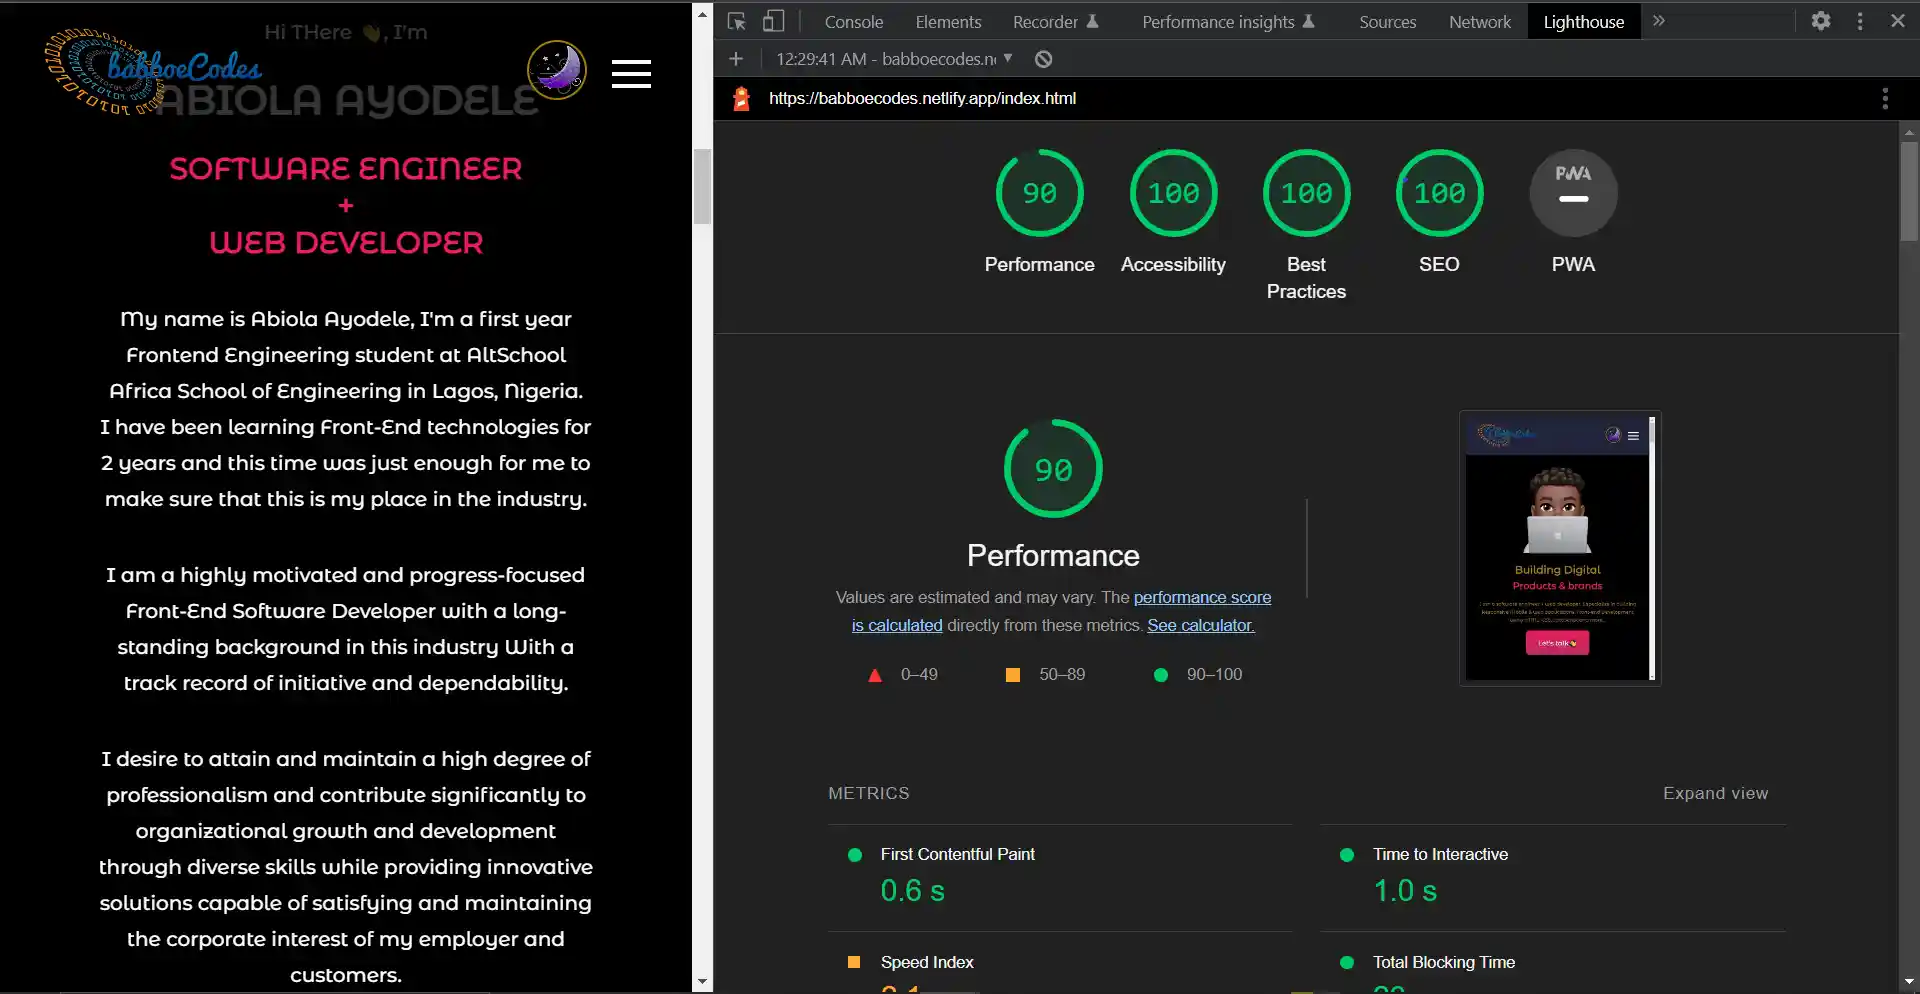 Hi THere 👋, I'm
babboeCodes
ABIOLA AYODELE
SOFTWARE ENGINEER
+
WEB DEVELOPER
My name is Abiola Ayodele, I'm a first year
Frontend Engineering student at AltSchool
Africa School of Engineering in Lagos, Nigeria.
I have been learning Front-End technologies for
2 years and this time was just enough for me to
make sure that this is my place in the industry.
I am a highly motivated and progress-focused
Front-End Software Developer with a long-
standing background in this industry With a
track record of initiative and dependability.
I desire to attain and maintain a high degree of
professionalism and contribute significantly to
organizational growth and development
through diverse skills while providing innovative
solutions capable of satisfying and maintaining
the corporate interest of my employer and
customers.
Console Elements Recorder Performance insights Sources Network Lighthouse
12:29:41 AM - babboecodes.n
https://babboecodes.netlify.app/index.html
90 100 100 100 PWA
Performance Accessibility Best Practices SEO PWA
90
Performance
Values are estimated and may vary. The performance score
is calculated directly from these metrics. See calculator.
0–49 50–89 90–100
Building Digital
Products & brands
Let's talk
METRICS Expand view
First Contentful Paint
0.6 s
Time to Interactive
1.0 s
Speed Index
Total Blocking Time